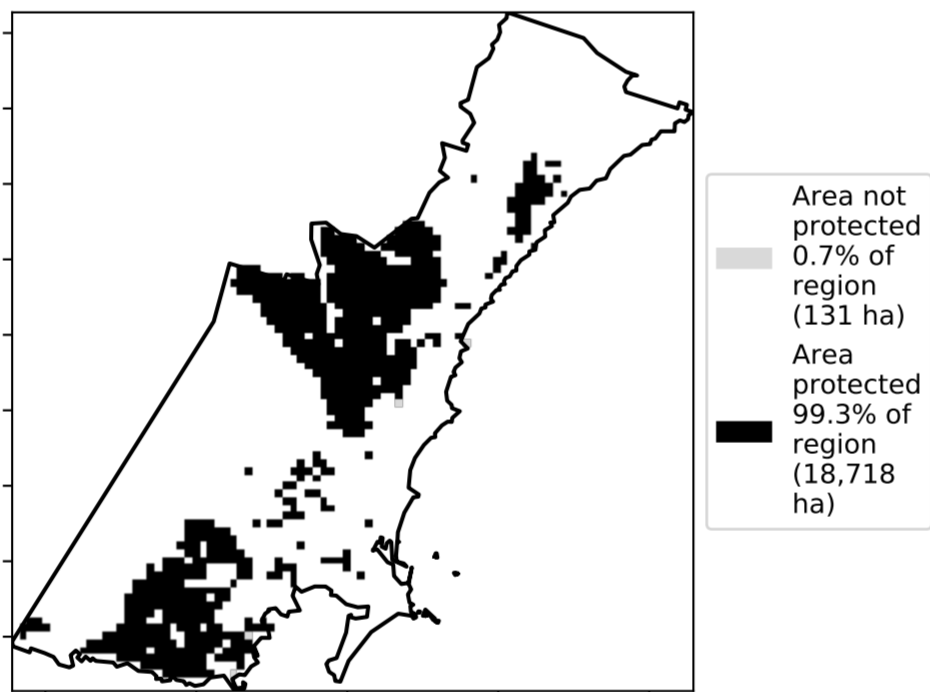 Area not
protected
0.7% of
region
(131 ha)
Area
protected
99.3% of
region
(18,718
ha)